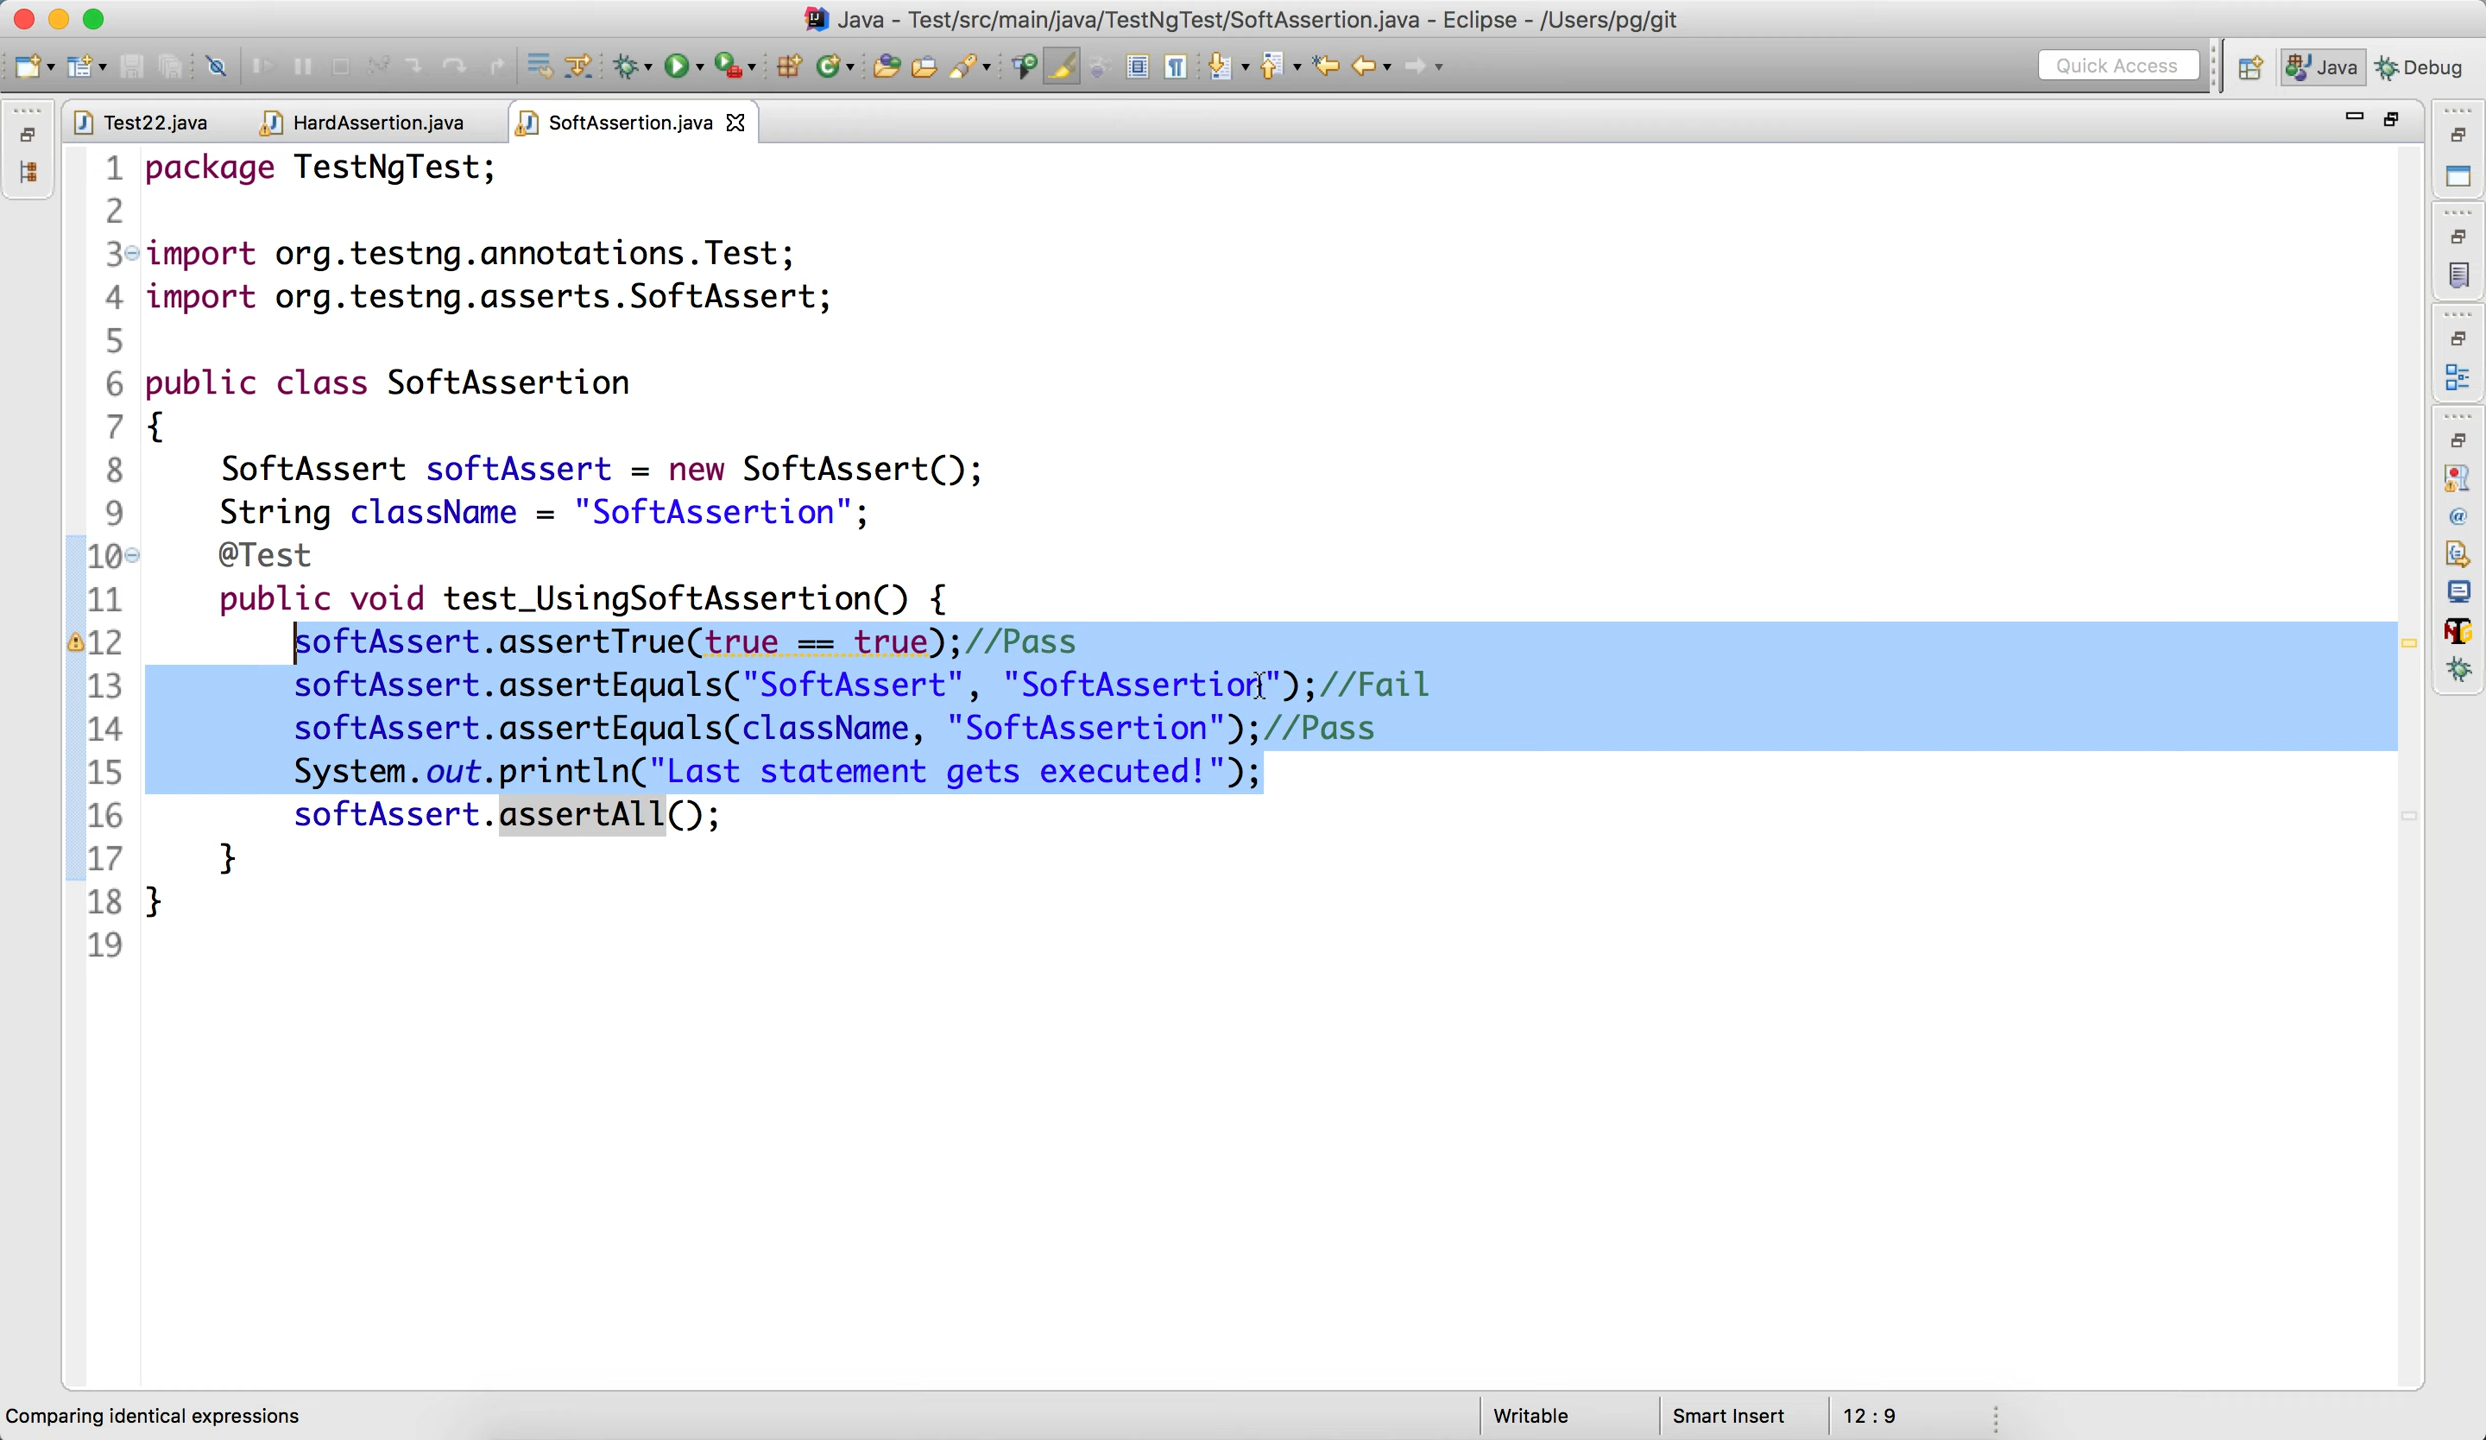 Java - Test/src/main/java/TestNgTest/SoftAssertion.java - Eclipse - /Users/pg/git
Quick Access
Java
Debug
Test22.java
HardAssertion.java
SoftAssertion.java
1 package TestNgTest;
2
3 import org.testng.annotations.Test;
4 import org.testng.asserts.SoftAssert;
5
6 public class SoftAssertion
7 {
8 SoftAssert softAssert = new SoftAssert();
9 String className = "SoftAssertion";
10 @Test
11 public void test_UsingSoftAssertion() {
12 softAssert.assertTrue(true == true);//Pass
13 softAssert.assertEquals("SoftAssert", "SoftAssertion");//Fail
14 softAssert.assertEquals(className, "SoftAssertion");//Pass
15 System.out.println("Last statement gets executed!");
16 softAssert.assertAll();
17 }
18 }
19
Comparing identical expressions
Writable
Smart Insert
12 : 9